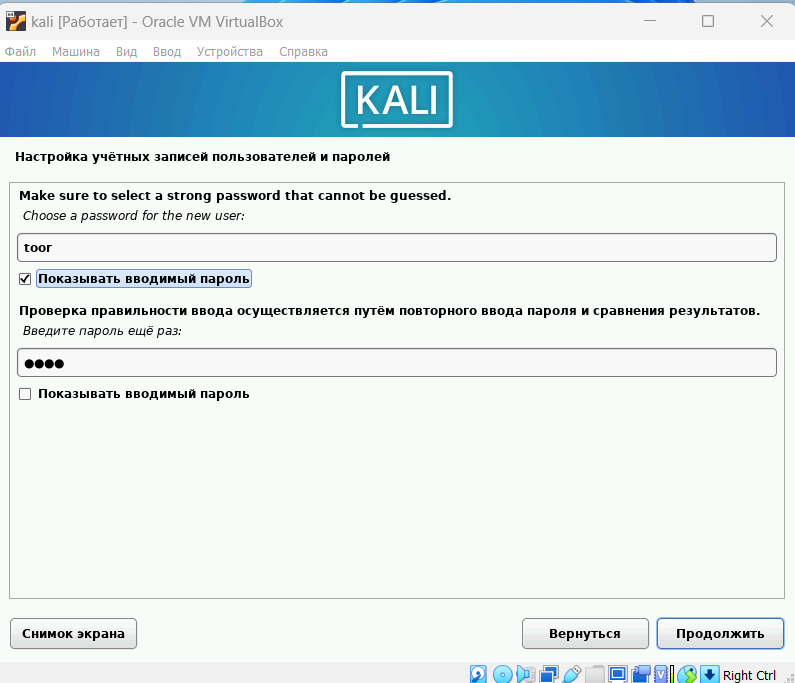 kali [Работает] - Oracle VM VirtualBox
Файл Машина Вид Ввод Устройства Справка
KALI
Настройка учётных записей пользователей и паролей
Make sure to select a strong password that cannot be guessed.
Choose a password for the new user:
toor
Показывать вводимый пароль
Проверка правильности ввода осуществляется путём повторного ввода пароля и сравнения результатов.
Введите пароль ещё раз:
●●●●
Показывать вводимый пароль
Снимок экрана Вернуться Продолжить
Right Ctrl